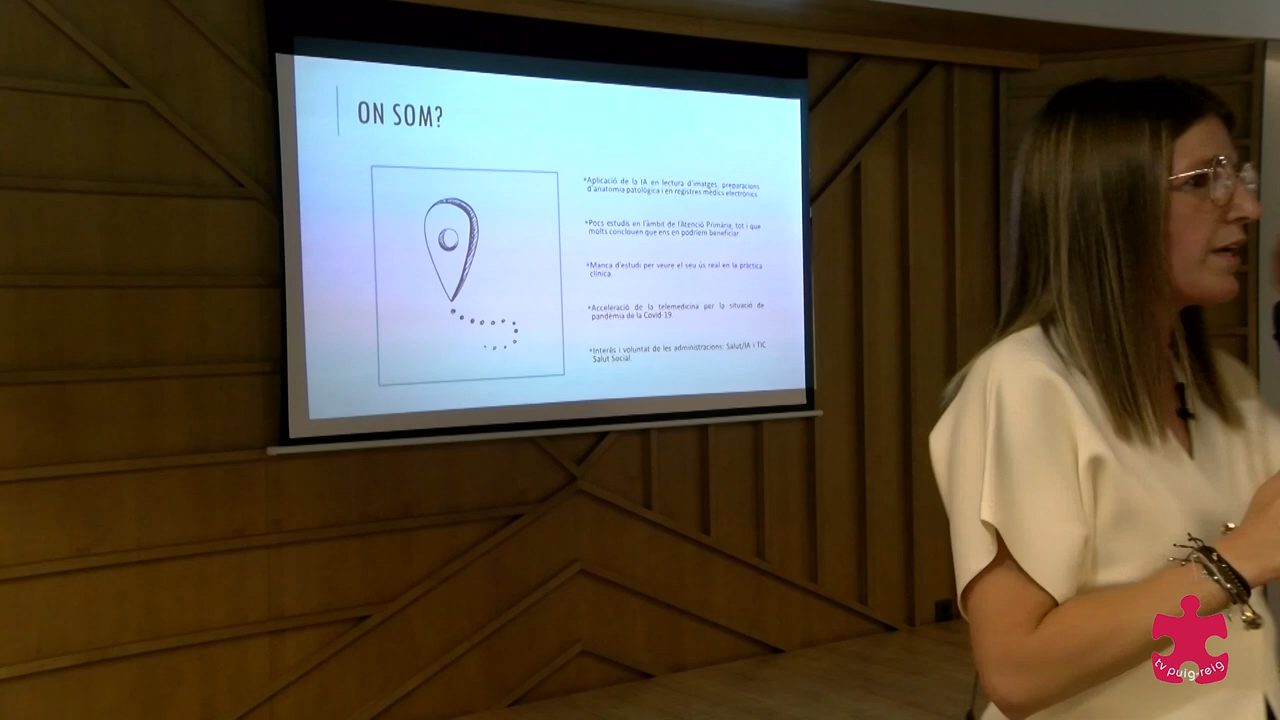 ON SOM?
•Aplicació de la IA en lectura d'imatges, preparacions
d'anatomia patològica i en registres mèdics electrònics.
•Pocs estudis en l'àmbit de l'Atenció Primària, tot i que
molts conclouen que ens en podríem beneficiar.
•Manca d'estudi per veure el seu ús real en la pràctica
clínica.
•Acceleració de la telemedicina per la situació de
pandèmia de la Covid-19.
•Interès i voluntat de les administracions: Salut/IA i TIC
Salut Social.
tv puig-reig